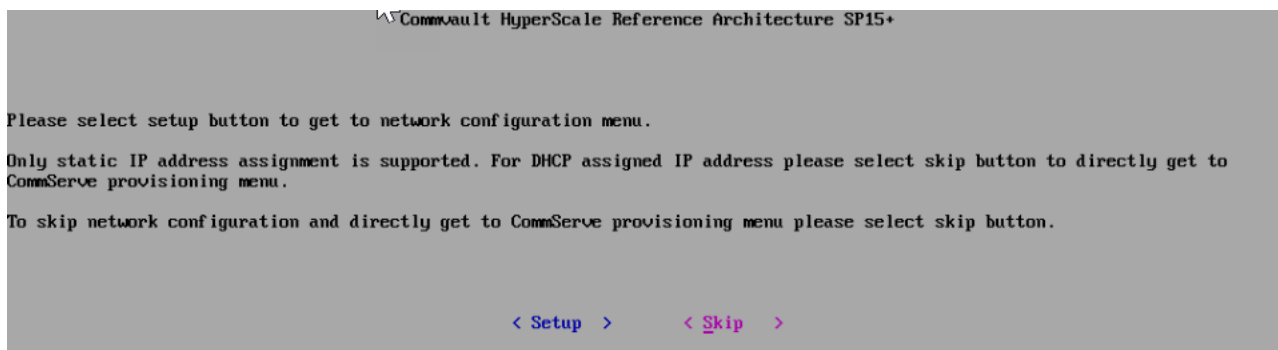 Commvault HyperScale Reference Architecture SP15+
Please select setup button to get to network configuration menu.
Only static IP address assignment is supported. For DHCP assigned IP address please select skip button to directly get to
CommServe provisioning menu.
To skip network configuration and directly get to CommServe provisioning menu please select skip button.
< Setup > < Skip >